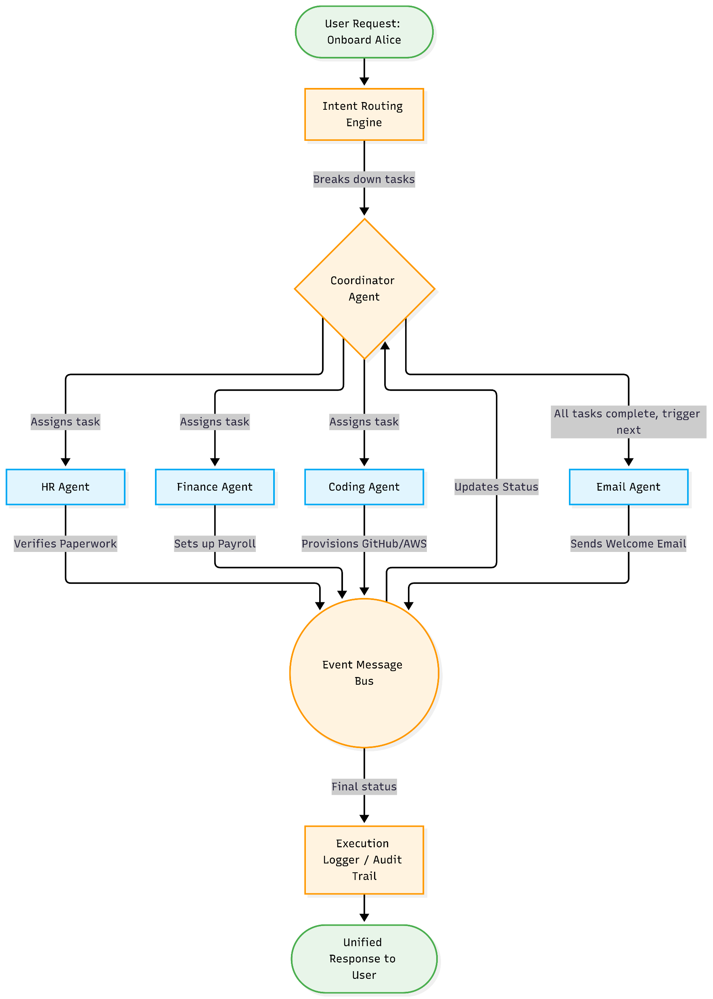 User Request:
Onboard Alice
Intent Routing
Engine
Breaks down tasks
Coordinator
Agent
Assigns task
Assigns task
Assigns task
All tasks complete, trigger
next
HR Agent
Finance Agent
Coding Agent
Updates Status
Email Agent
Verifies Paperwork
Sets up Payroll
Provisions GitHub/AWS
Sends Welcome Email
Event Message
Bus
Final status
Execution
Logger / Audit
Trail
Unified
Response to
User